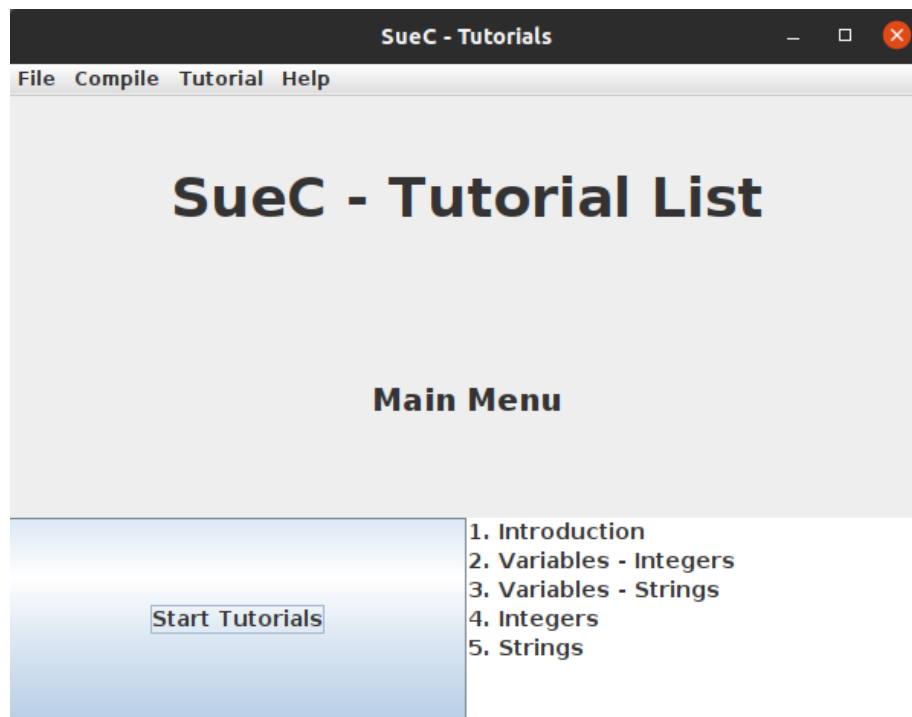 SueC - Tutorials
File Compile Tutorial Help
SueC - Tutorial List
Main Menu
Start Tutorials
1. Introduction
2. Variables - Integers
3. Variables - Strings
4. Integers
5. Strings